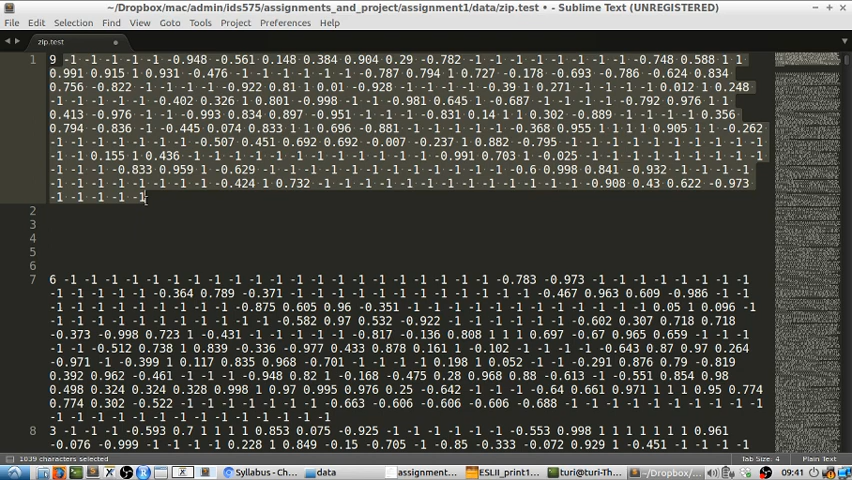 ~/Dropbox/mac/admin/ids575/assignments_and_project/assignment1/data/zip.test • - Sublime Text (UNREGISTERED)
File Edit Selection Find View Goto Tools Project Preferences Help
zip.test
1 9 -1 -1 -1 -1 -1 -0.948 -0.561 0.148 0.384 0.904 0.29 -0.782 -1 -1 -1 -1 -1 -1 -1 -1 -1 -0.748 0.588 1 1
0.991 0.915 1 0.931 -0.476 -1 -1 -1 -1 -1 -1 -1 -1 -0.787 0.794 1 0.727 -0.178 -0.693 -0.786 -0.624 0.834
0.756 -0.822 -1 -1 -1 -1 -1 -0.922 0.81 1 0.01 -0.928 -1 -1 -1 -1 -0.39 1 0.271 -1 -1 -1 -1 0.012 1 0.248
-1 -1 -1 -1 -1 -0.402 0.326 1 0.801 -0.998 -1 -1 -0.981 0.645 1 -0.687 -1 -1 -1 -1 -0.792 0.976 1 1
0.413 -0.976 -1 -0.993 0.834 0.897 -0.951 -1 -1 -1 -1 -0.831 0.14 1 1 0.302 -0.889 -1 -1 -1 -1 0.356
0.794 -0.836 -1 -0.445 0.074 0.833 1 1 0.696 -0.881 -1 -1 -1 -1 -1 -0.368 0.955 1 1 1 1 0.905 1 1 -0.262
-1 -1 -1 -1 -1 -1 -1 -0.507 0.451 0.692 0.692 -0.007 -0.237 1 0.882 -0.795 -1 -1 -1 -1 -1 -1 -1 -1 -1
-1 -1 0.155 1 0.436 -1 -1 -1 -1 -1 -1 -1 -1 -1 -1 -0.991 0.703 1 -0.025 -1 -1 -1 -1 -1 -1 -1 -1 -1
-1 -1 -1 -0.833 0.959 1 -0.629 -1 -1 -1 -1 -1 -1 -1 -1 -1 -1 -0.6 0.998 0.841 -0.932 -1 -1 -1 -1 -1
-1 -1 -1 -1 -1 -1 -1 -1 -0.424 1 0.732 -1 -1 -1 -1 -1 -1 -1 -1 -0.908 0.43 0.622 -0.973
-1 -1 -1 -1 -1
2
3
4
5
6
7 6 -1 -1 -1 -1 -1 -1 -1 -1 -1 -1 -1 -1 -1 -1 -1 -1 -1 -0.783 -0.973 -1 -1 -1 -1 -1 -1 -1
-1 -1 -1 -1 -1 -0.364 0.789 -0.371 -1 -1 -1 -1 -1 -1 -1 -1 -0.467 0.963 0.609 -0.986 -1 -1
-1 -1 -1 -1 -1 -1 -0.875 0.605 0.96 -0.351 -1 -1 -1 -1 -1 -1 -1 -1 -1 0.05 1 0.096 -1
-1 -1 -1 -1 -1 -1 -1 -0.582 0.97 0.532 -0.922 -1 -1 -1 -1 -1 -0.602 0.307 0.718 0.718
-0.373 -0.998 0.723 1 -0.431 -1 -1 -1 -1 -0.817 -0.136 0.808 1 1 1 0.697 -0.67 0.965 0.659 -1 -1
-1 -1 -0.512 0.738 1 0.839 -0.336 -0.977 0.433 0.878 0.161 1 -0.102 -1 -1 -1 -1 -0.643 0.87 0.97 0.264
-0.971 -1 -0.399 1 0.117 0.835 0.968 -0.701 -1 -1 -1 0.198 1 0.052 -1 -1 -0.291 0.876 0.79 -0.819
0.392 0.962 -0.461 -1 -1 -1 -0.948 0.82 1 -0.168 -0.475 0.28 0.968 0.88 -0.613 -1 -1 -0.551 0.854 0.98
0.498 0.324 0.324 0.328 0.998 1 0.97 0.995 0.976 0.25 -0.642 -1 -1 -1 -0.64 0.661 0.971 1 1 1 0.95 0.774
0.774 0.302 -0.522 -1 -1 -1 -1 -1 -0.663 -0.606 -0.606 -0.606 -0.688 -1 -1 -1 -1 -1 -1 -1 -1
-1 -1 -1 -1 -1 -1 -1 -1 -1 -1 -1 -1 -1
8 3 -1 -1 -1 -0.593 0.7 1 1 1 1 0.853 0.075 -0.925 -1 -1 -1 -1 -0.553 0.998 1 1 1 1 1 1 1 0.961
-0.076 -0.999 -1 -1 -1 -1 0.228 1 0.849 -0.15 -0.705 -1 -0.85 -0.333 -0.072 0.929 1 -0.451 -1 -1 -1
1039 characters selected Tab Size: 4 Plain Text
Syllabus - Ch... data assignment... ESLII_print1... turi@turi-Th... ~/Dropbox/... 09:41